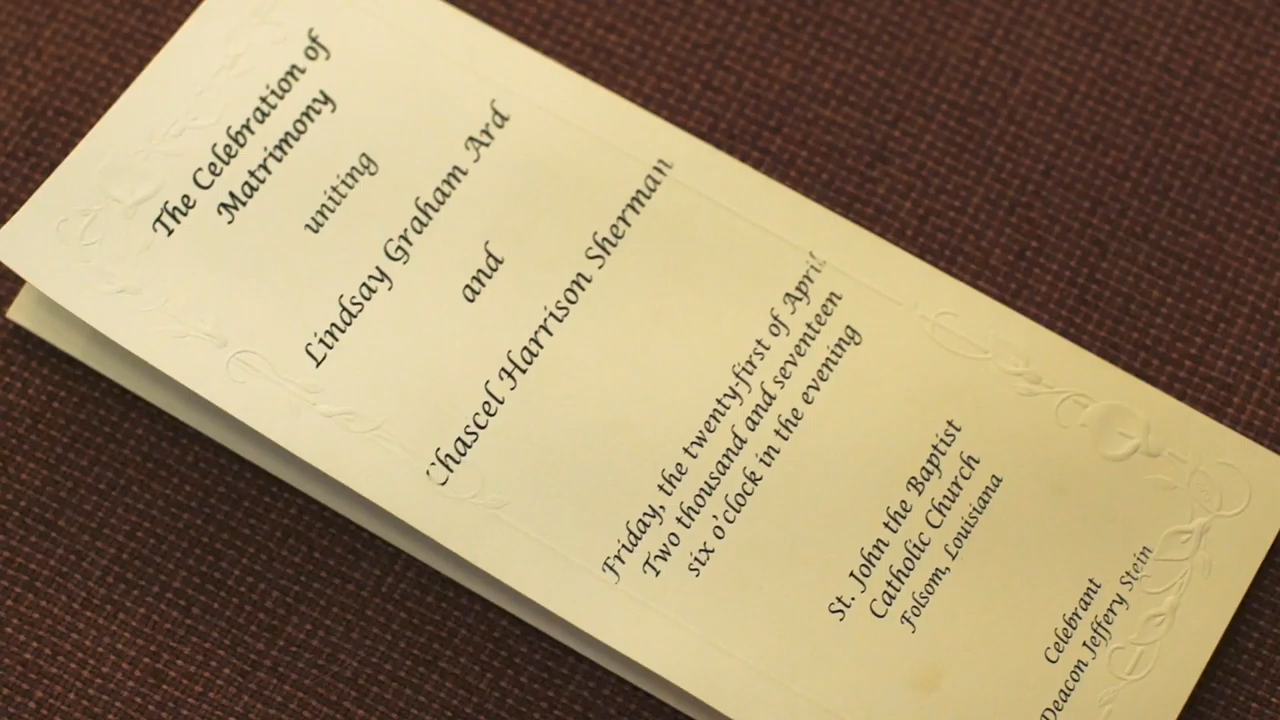 The Celebration of
Matrimony
uniting
Lindsay Graham Ard
and
Chascel Harrison Sherman
Friday, the twenty-first of April
Two thousand and seventeen
six o'clock in the evening
St. John the Baptist
Catholic Church
Folsom, Louisiana
Celebrant
Deacon Jeffery Stein